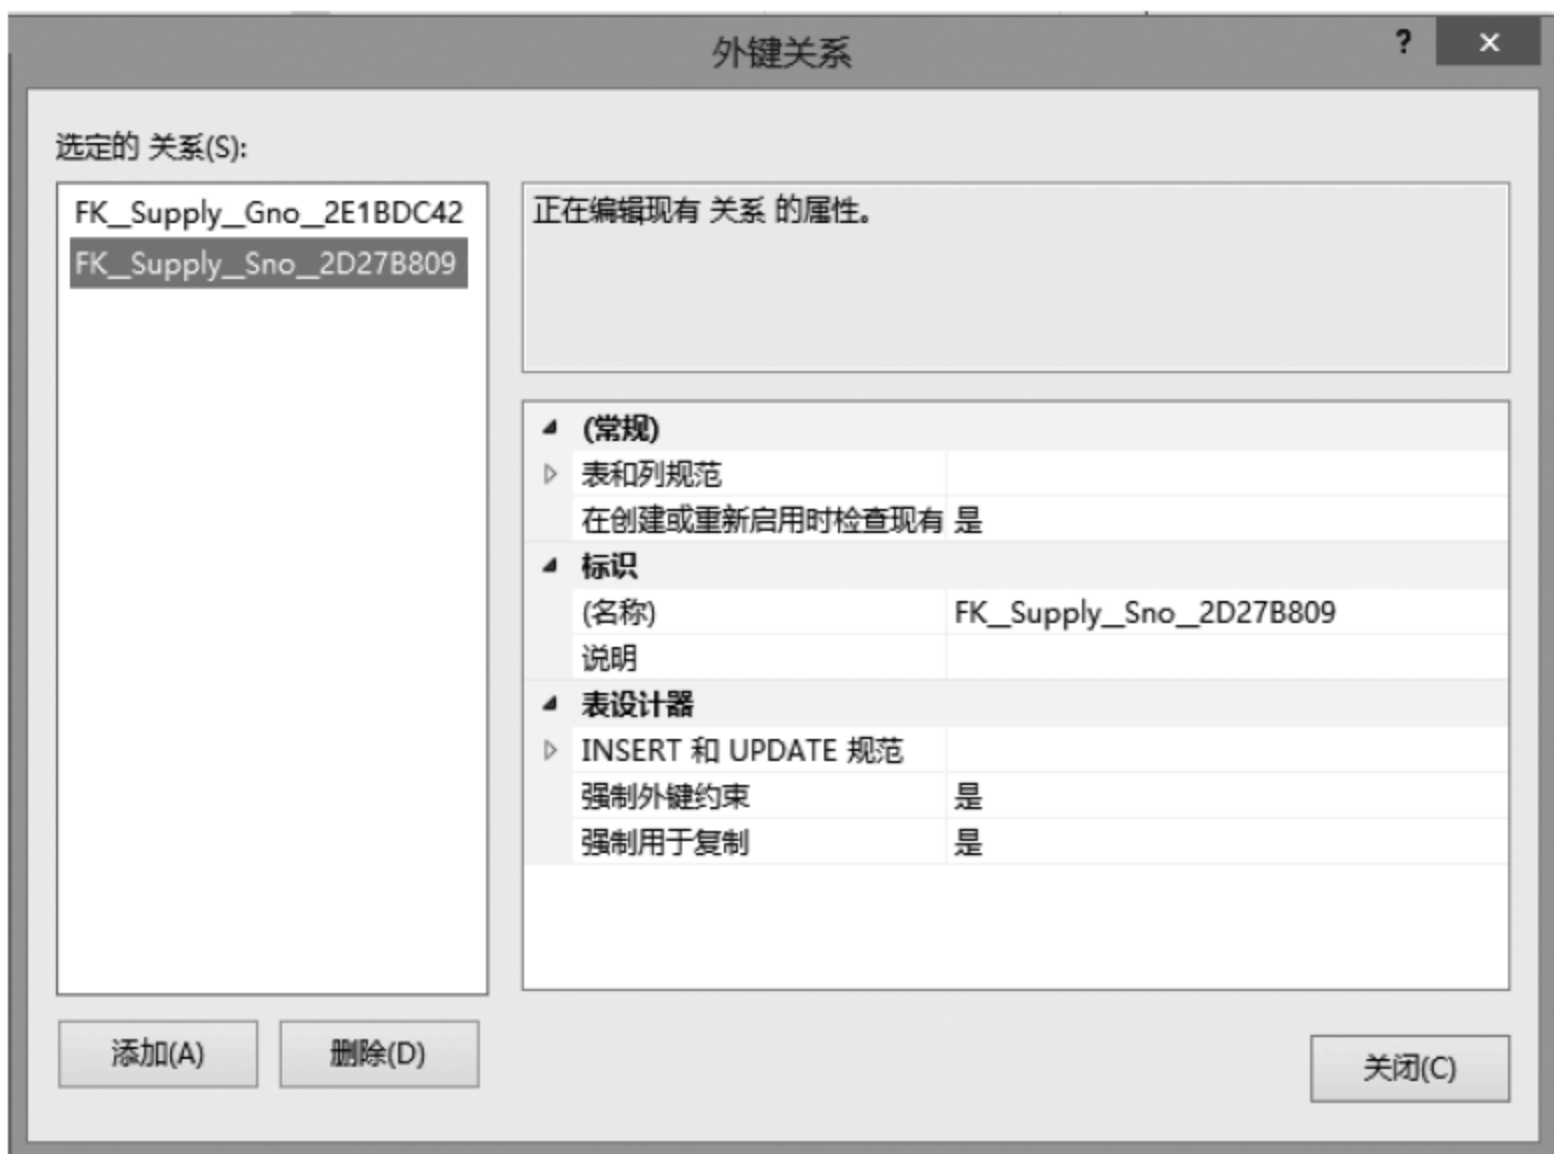 外键关系
?
×
选定的 关系(S):
FK__Supply__Gno__2E1BDC42
FK__Supply__Sno__2D27B809
正在编辑现有 关系 的属性。
(常规)
表和列规范
在创建或重新启用时检查现有 是
标识
(名称) FK__Supply__Sno__2D27B809
说明
表设计器
INSERT 和 UPDATE 规范
强制外键约束 是
强制用于复制 是
添加(A) 删除(D)
关闭(C)